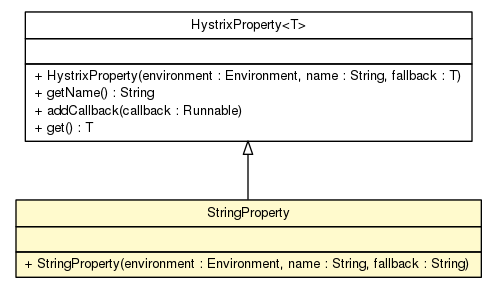 HystrixProperty<T>
+ HystrixProperty(environment : Environment, name : String, fallback : T)
+ getName() : String
+ addCallback(callback : Runnable)
+ get() : T
StringProperty
+ StringProperty(environment : Environment, name : String, fallback : String)